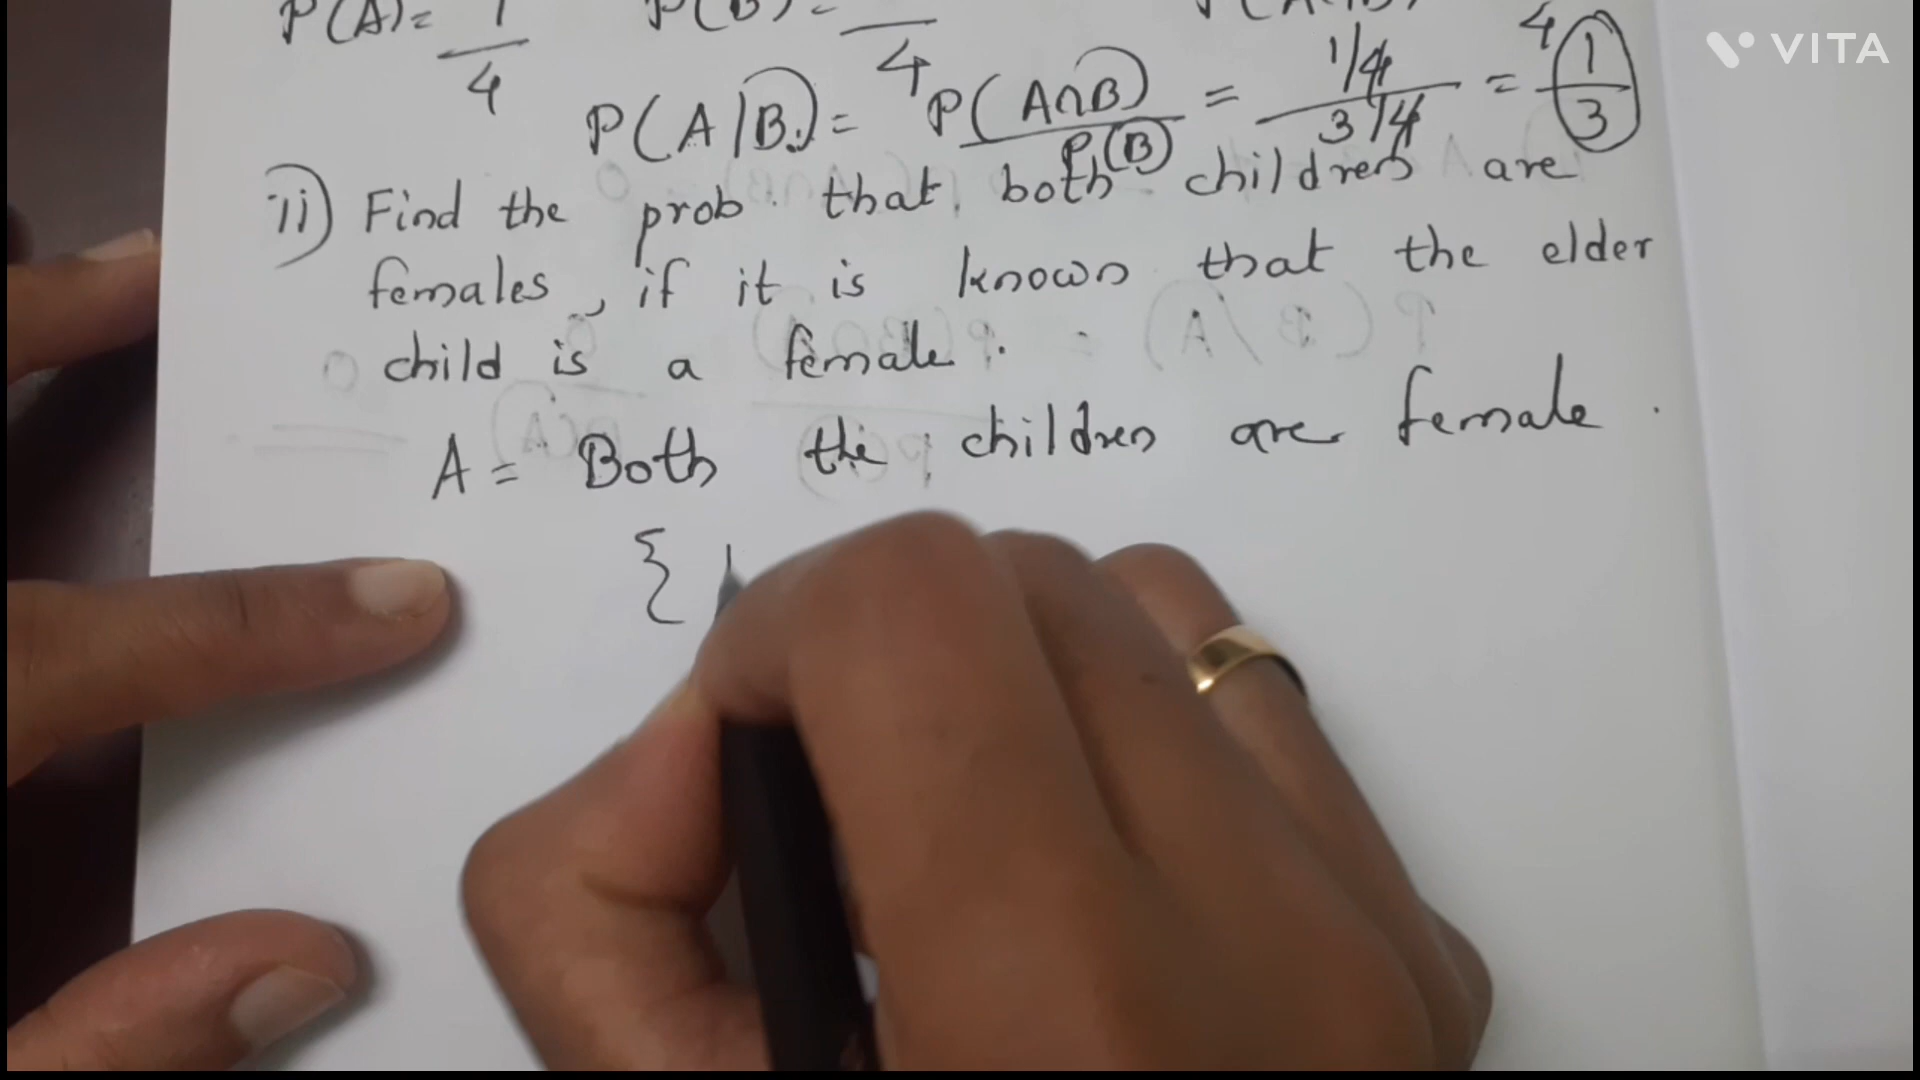 P(A) = 1/4 P(B) = /4
VITA
P(A/B) = P(A∩B)/P(B) = 1/4 / 3/4 = 1/3
ii) Find the prob. that both children are
females, if it is known that the elder
child is a female.
A = Both the children are female.
{